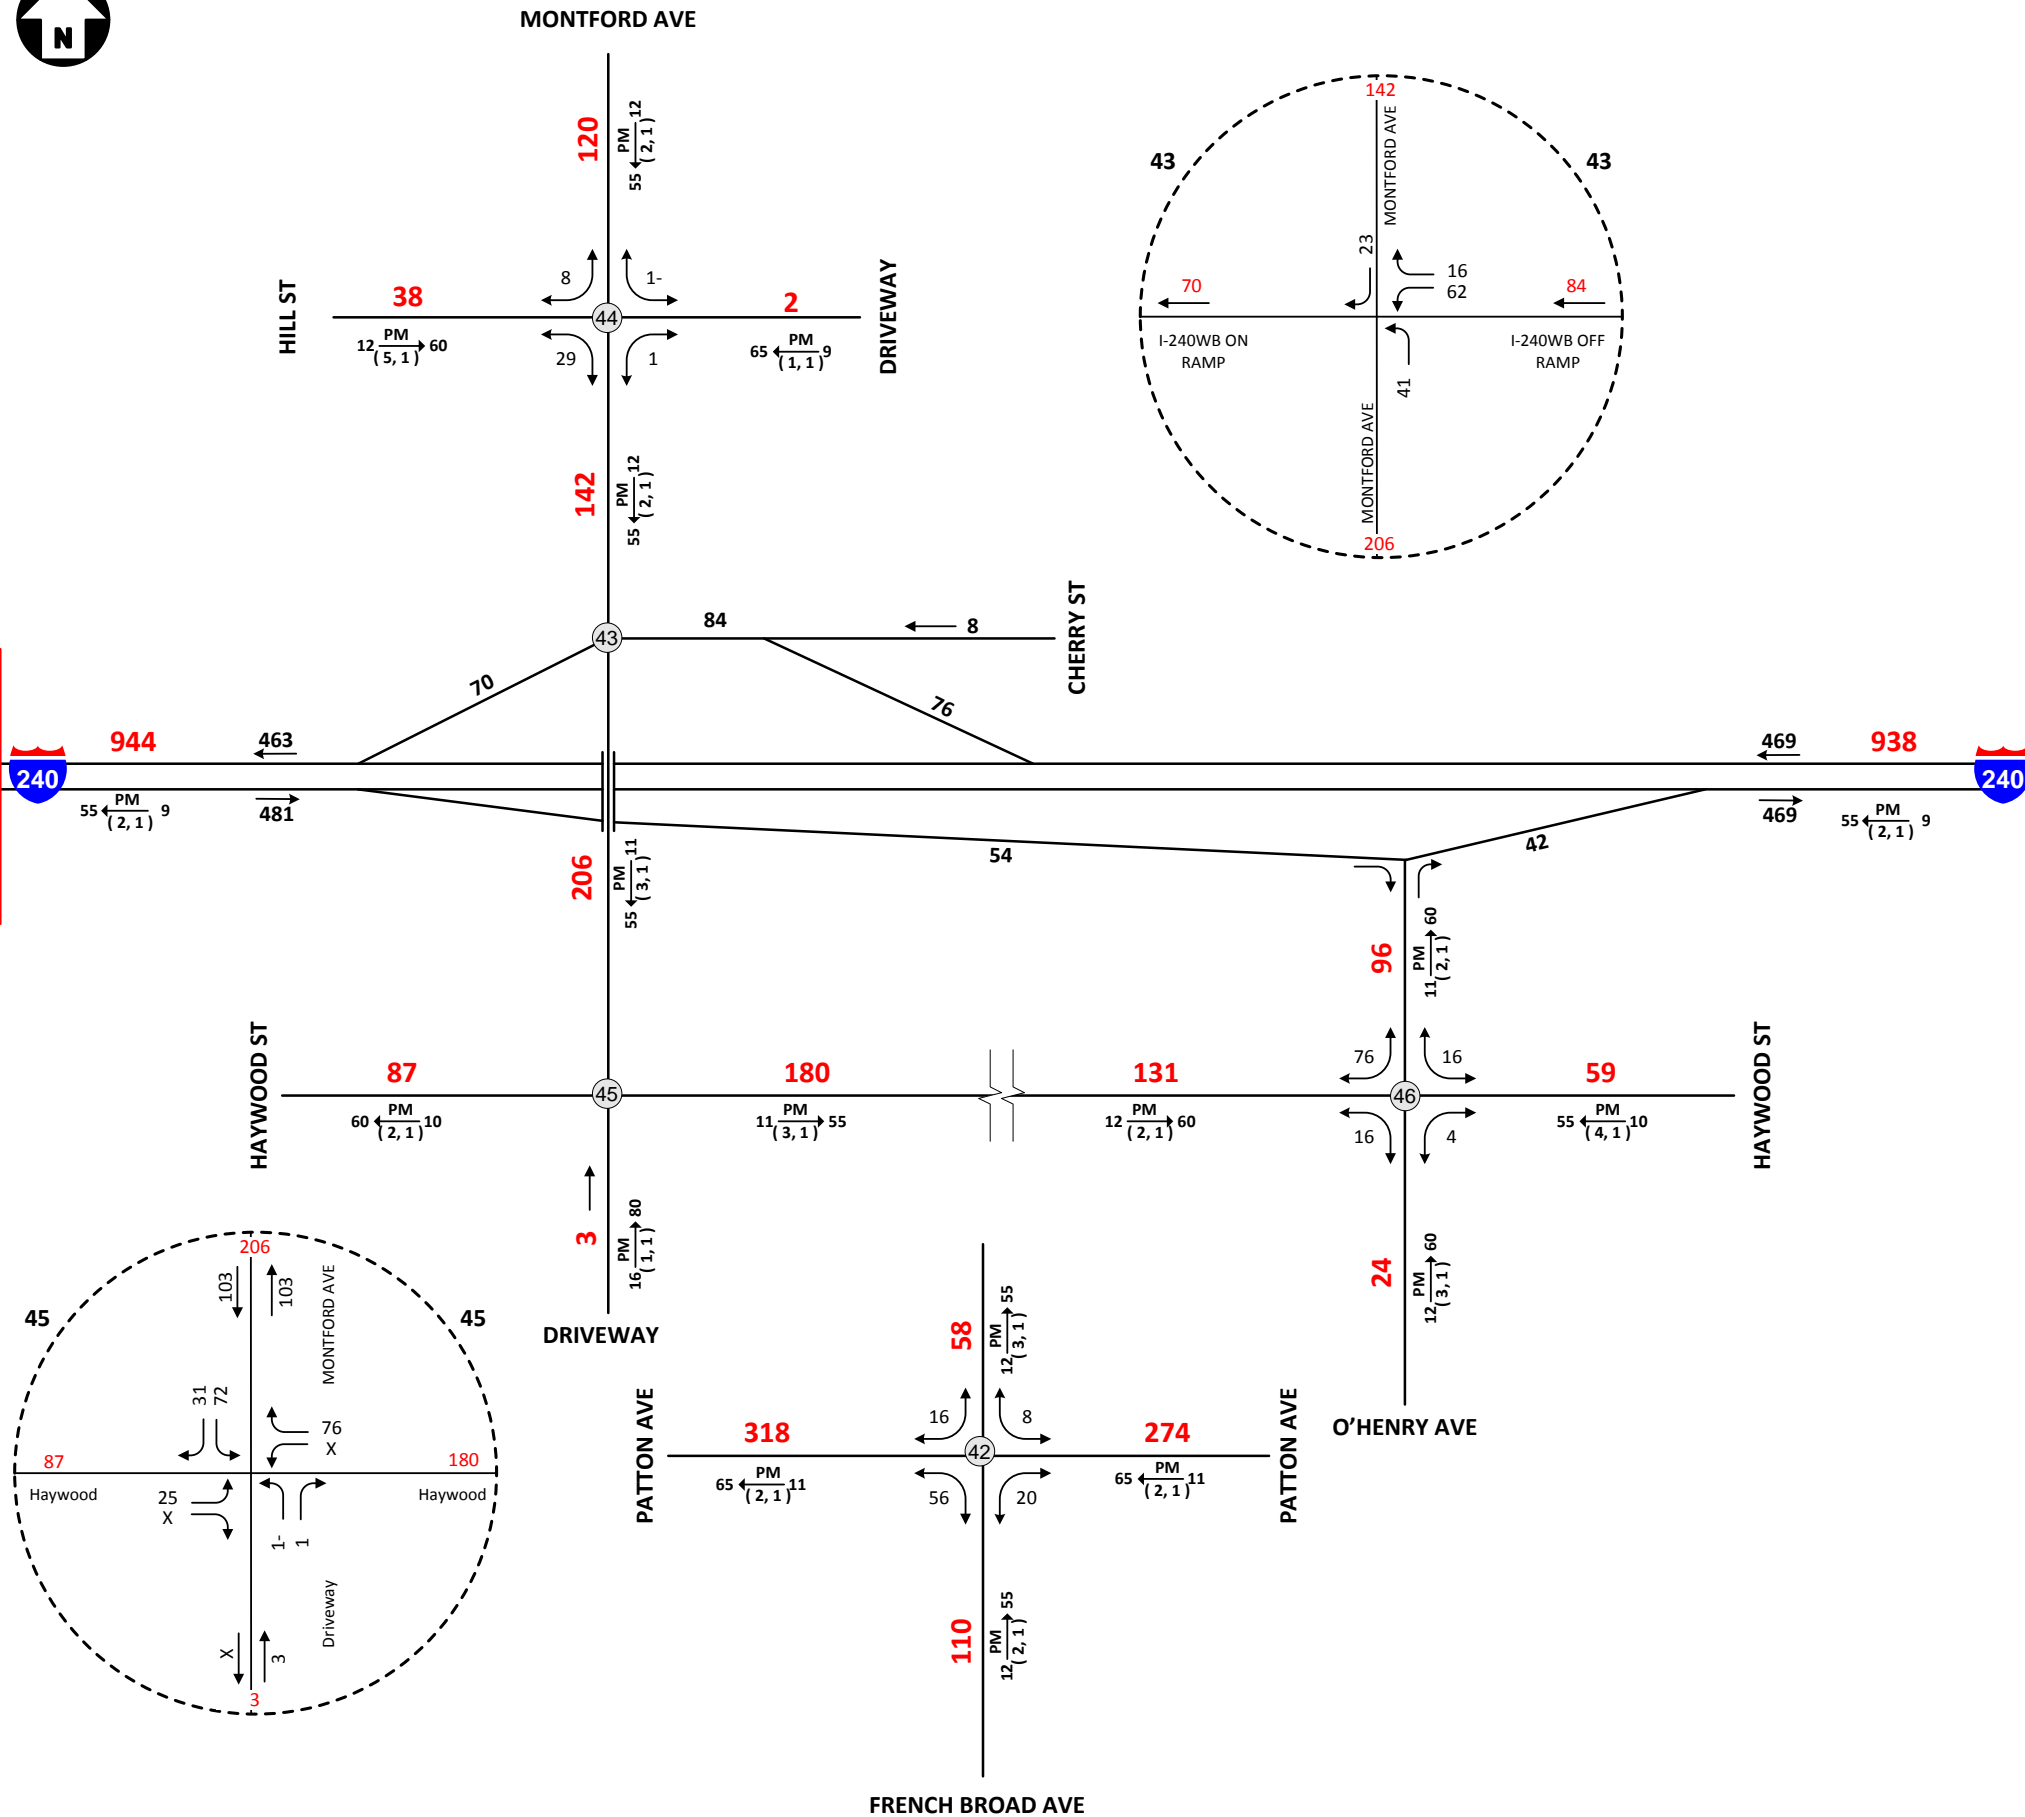 N
MONTFORD AVE
120
PM
12
(2, 1)
55
8
1-
HILL ST
38
12 PM 60
(5, 1)
44
2
65 PM 9
(1, 1)
DRIVEWAY
29
1
142
PM
12
(2, 1)
55
142
MONTFORD AVE
43
43
23
16
62
70
84
I-240WB ON
RAMP
I-240WB OFF
RAMP
41
MONTFORD AVE
206
43
84
8
CHERRY ST
70
76
944
463
240
55 PM 9
(2, 1)
481
469
938
240
469
55 PM 9
(2, 1)
54
42
206
PM
11
(3, 1)
55
96
PM
11 60
(2, 1)
HAYWOOD ST
87
60 PM 10
(2, 1)
45
180
11 PM 55
(3, 1)
131
12 PM 60
(2, 1)
76
16
46
16
4
59
55 PM 10
(4, 1)
HAYWOOD ST
3
PM
16 80
(1, 1)
DRIVEWAY
24
PM
12 60
(3, 1)
O'HENRY AVE
206
103
103
MONTFORD AVE
45
45
31
72
76
X
87
180
Haywood
Haywood
25
X
1-
1
Driveway
X
3
3
58
PM
12 55
(3, 1)
PATTON AVE
318
65 PM 11
(2, 1)
16
8
42
56
20
274
65 PM 11
(2, 1)
PATTON AVE
110
PM
12 55
(2, 1)
FRENCH BROAD AVE